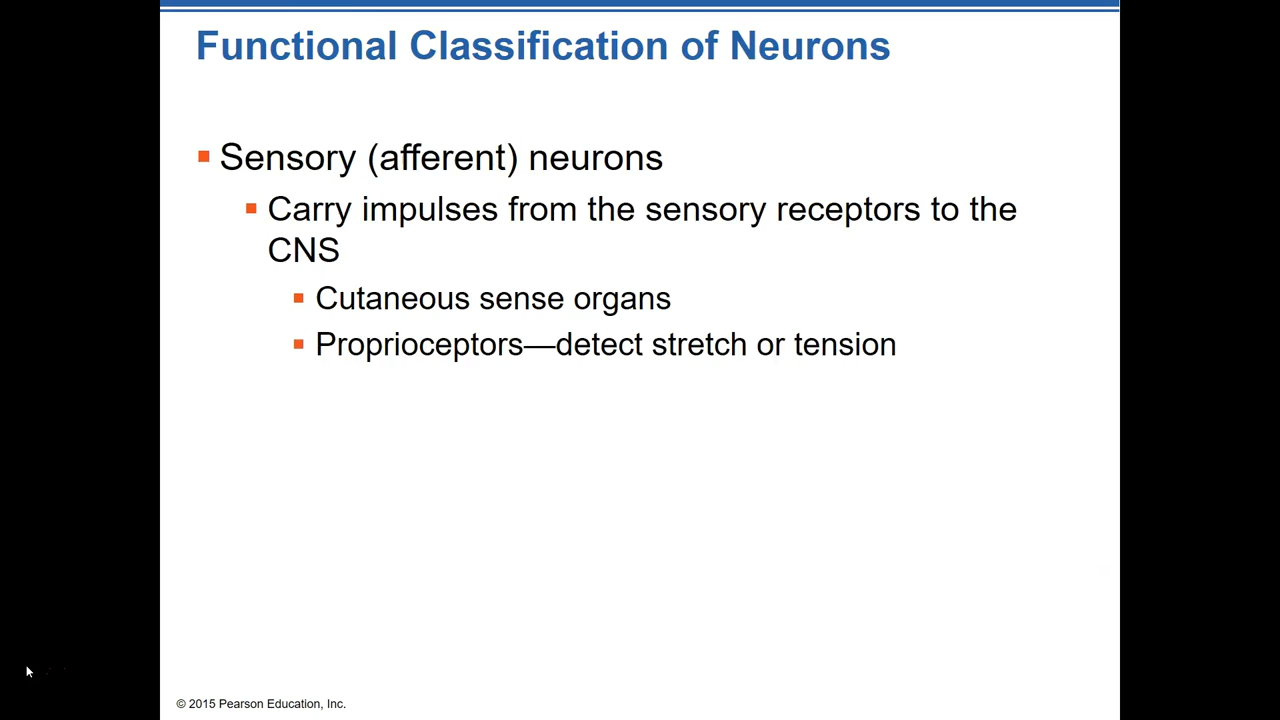 Functional Classification of Neurons
Sensory (afferent) neurons
Carry impulses from the sensory receptors to the
CNS
Cutaneous sense organs
Proprioceptors—detect stretch or tension
© 2015 Pearson Education, Inc.